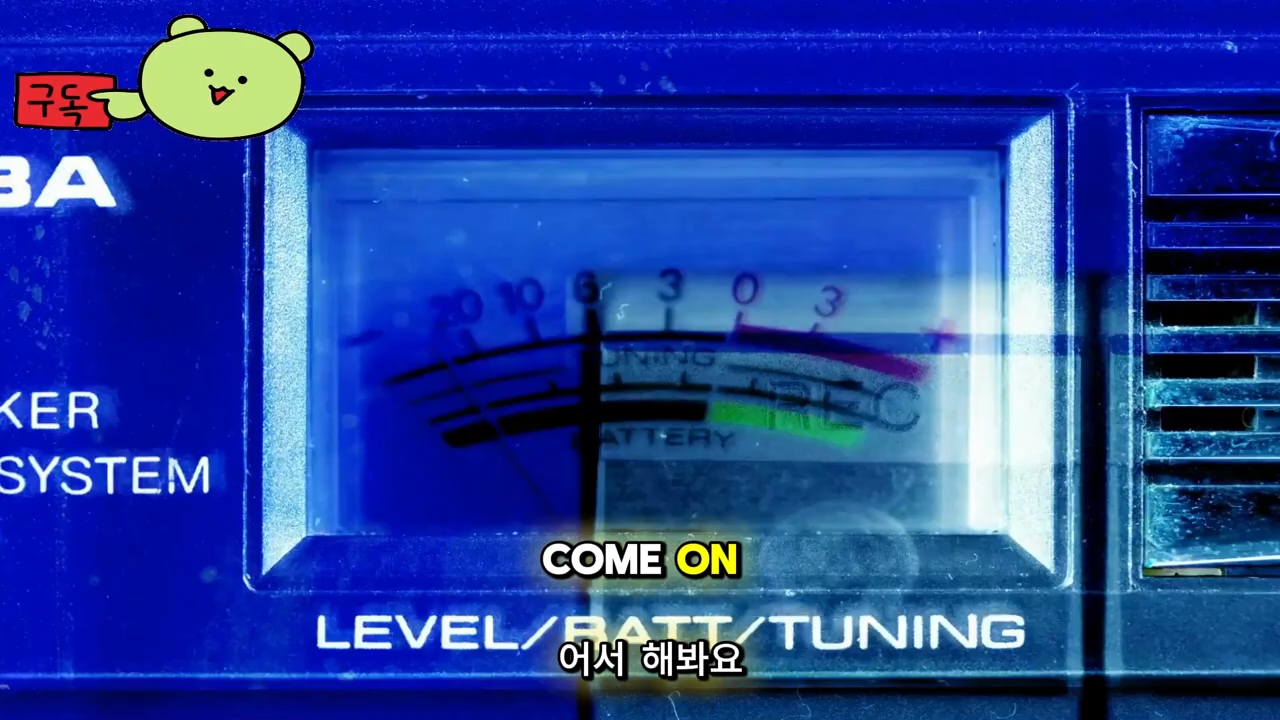 구독
BA
20 10 6 3 0 3
- +
TUNING
REC
BATTERY
KER
SYSTEM
COME ON
LEVEL/BATT/TUNING
어서 해봐요